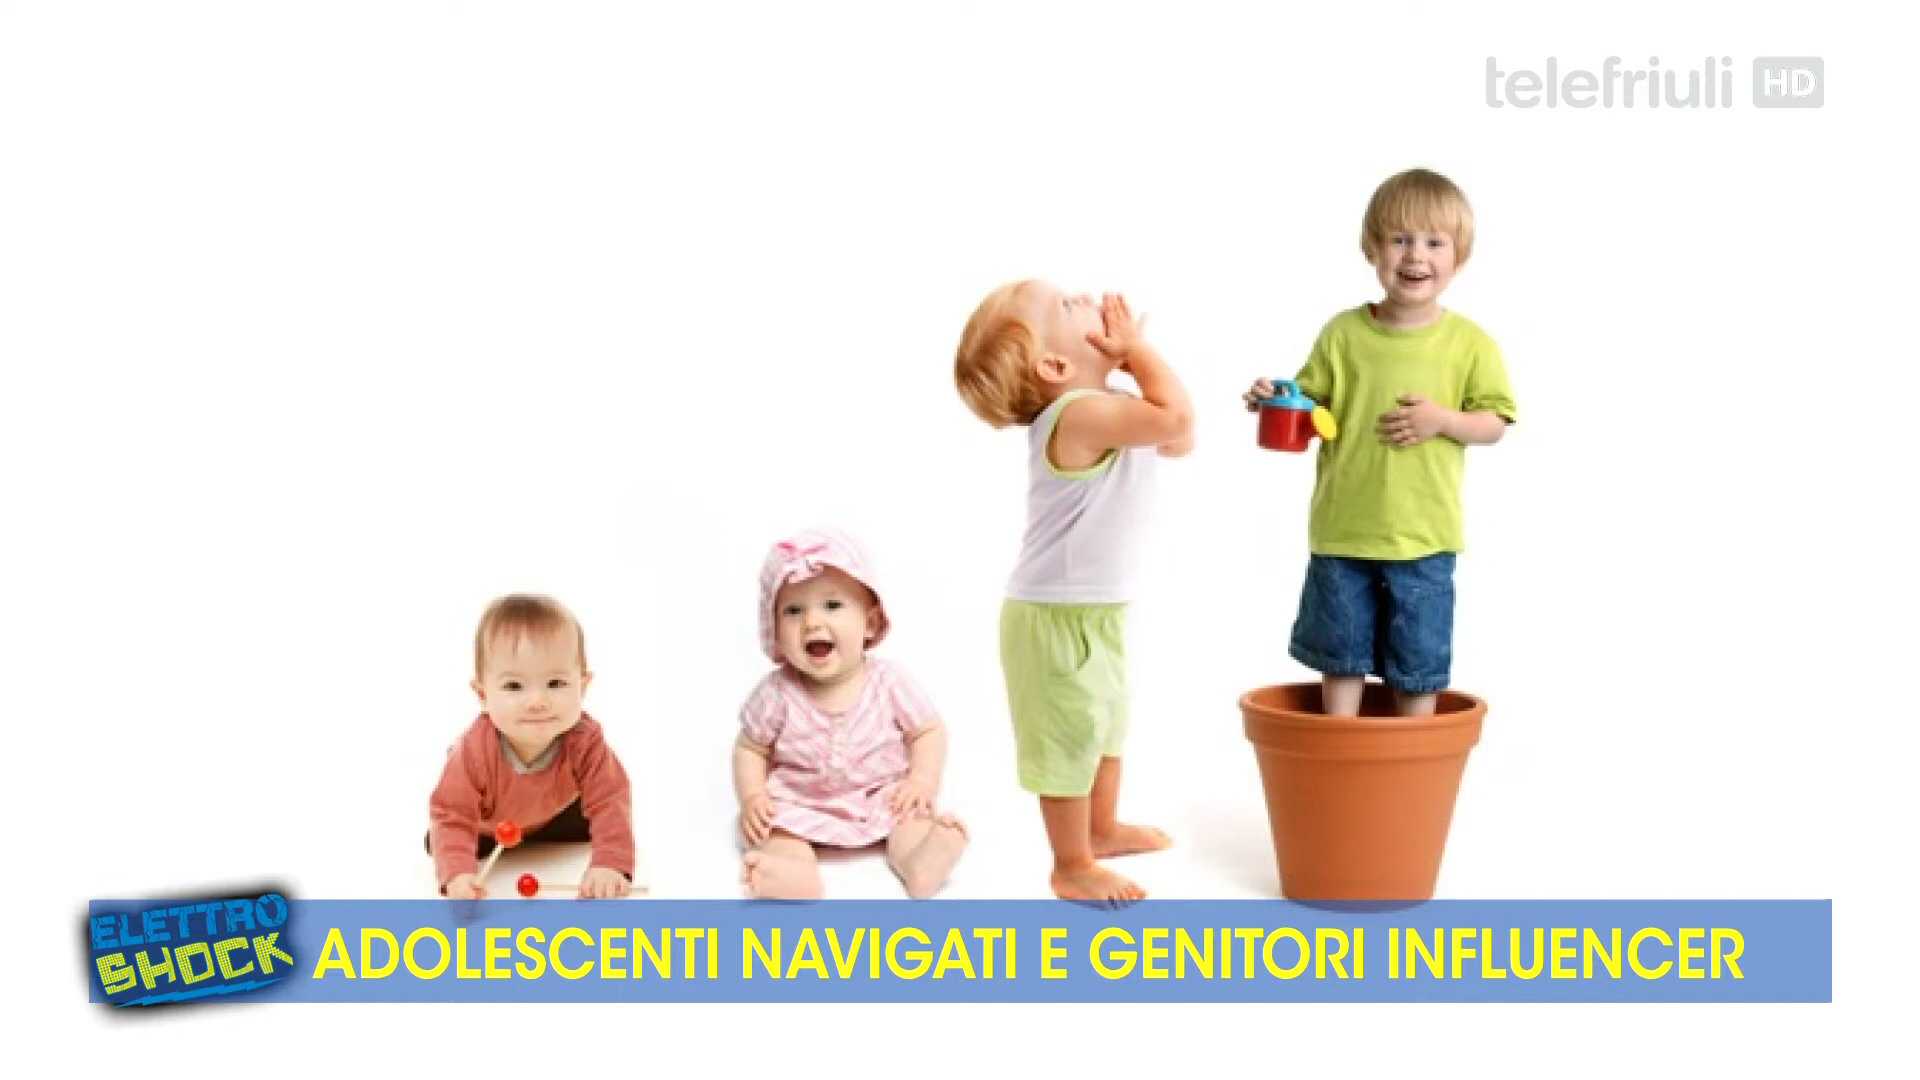 telefriuli HD
ELETTRO
SHOCK
ADOLESCENTI NAVIGATI E GENITORI INFLUENCER